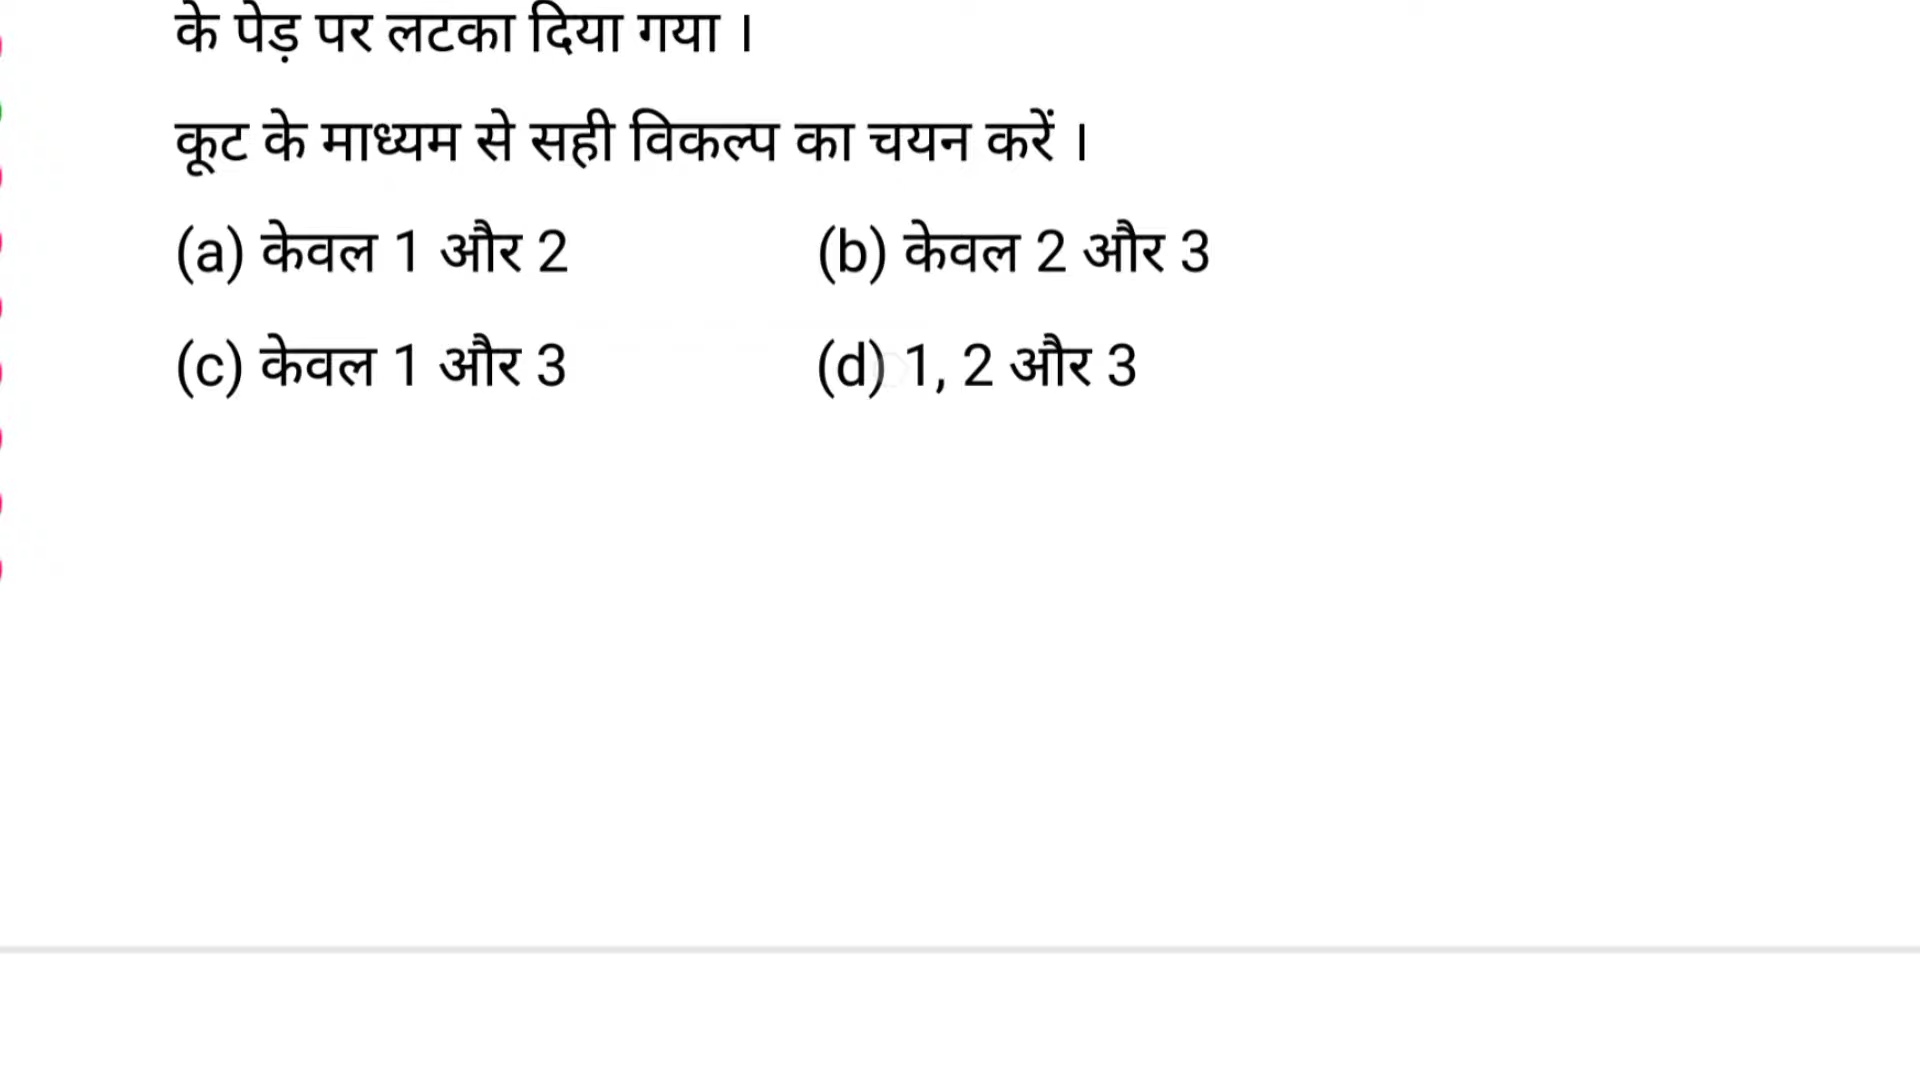 के पेड़ पर लटका दिया गया ।
कूट के माध्यम से सही विकल्प का चयन करें ।
(a) केवल 1 और 2 (b) केवल 2 और 3
(c) केवल 1 और 3 (d) 1, 2 और 3